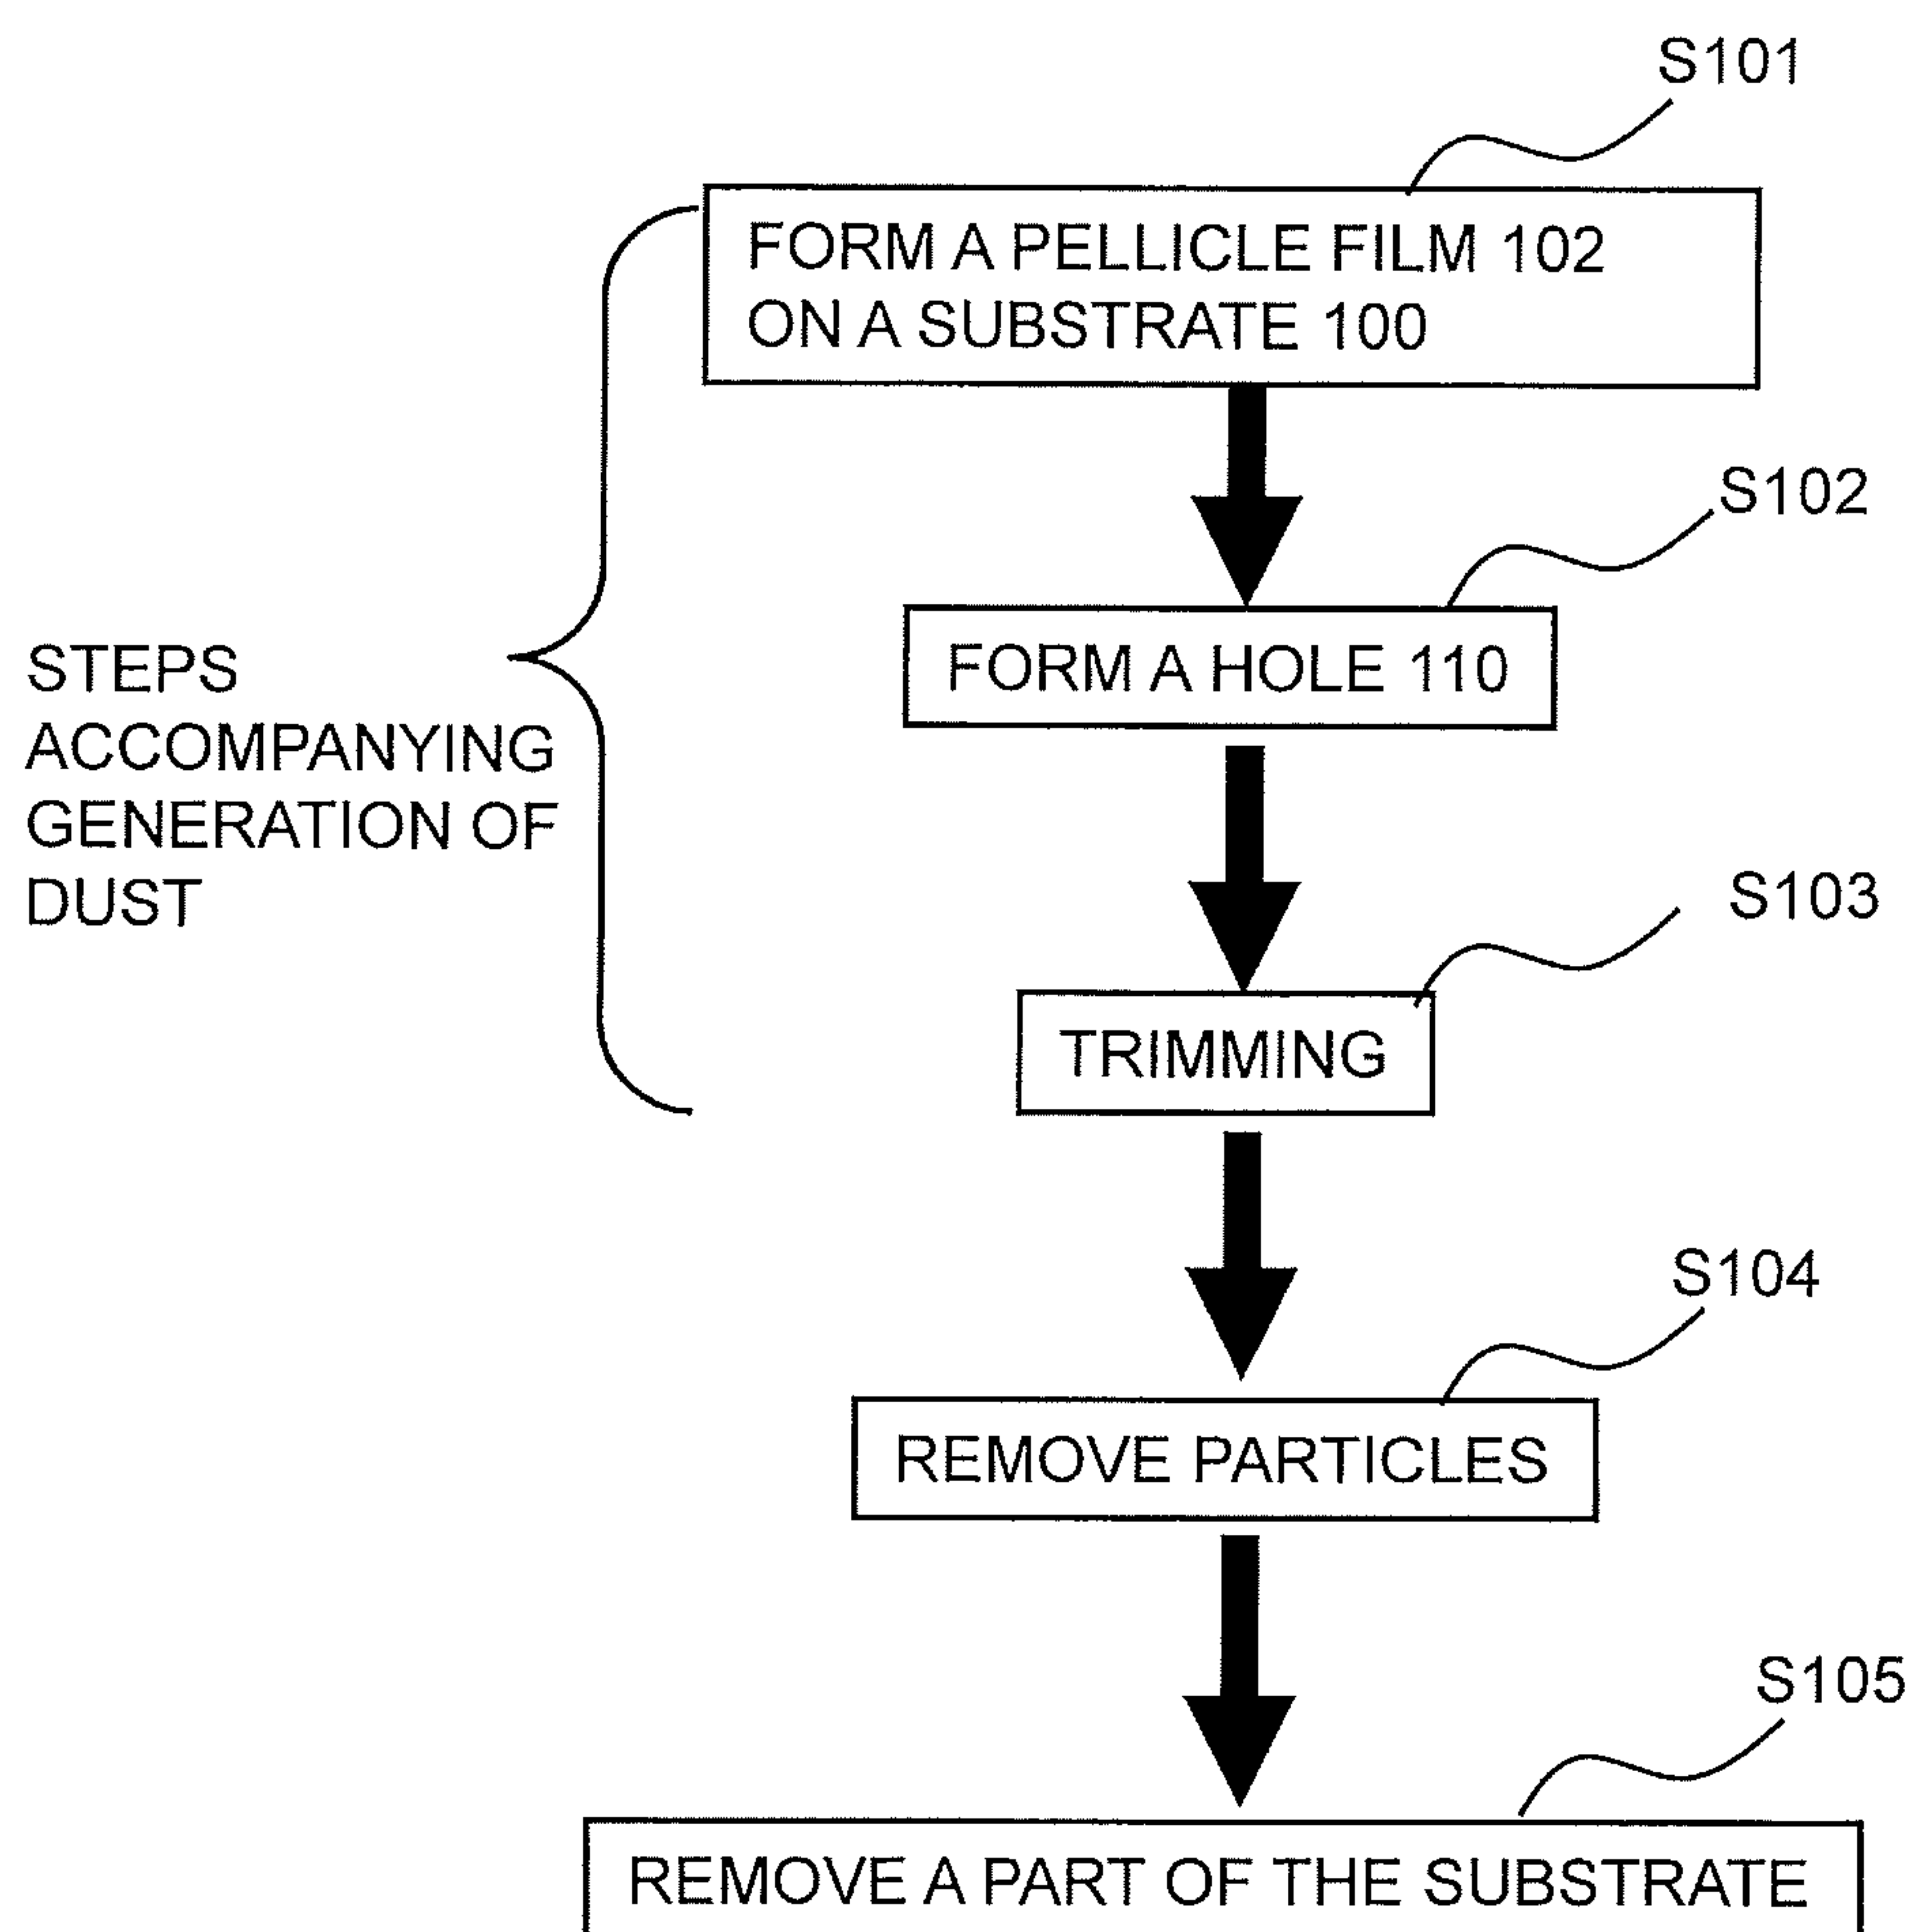 S101
FORM A PELLICLE FILM 102
ON A SUBSTRATE 100
S102
FORM A HOLE 110
STEPS
ACCOMPANYING
GENERATION OF
DUST
S103
TRIMMING
S104
REMOVE PARTICLES
S105
REMOVE A PART OF THE SUBSTRATE